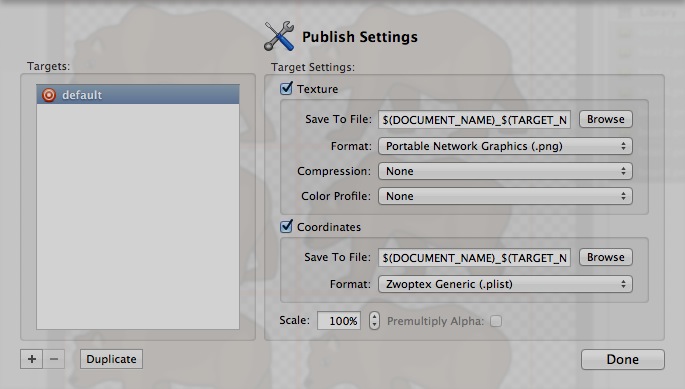 Publish Settings
Targets:
default
Target Settings:
Texture
Save To File: $(DOCUMENT_NAME)_$(TARGET_N Browse
Format: Portable Network Graphics (.png)
Compression: None
Color Profile: None
Coordinates
Save To File: $(DOCUMENT_NAME)_$(TARGET_N Browse
Format: Zwoptex Generic (.plist)
Scale: 100% Premultiply Alpha:
+ − Duplicate
Done